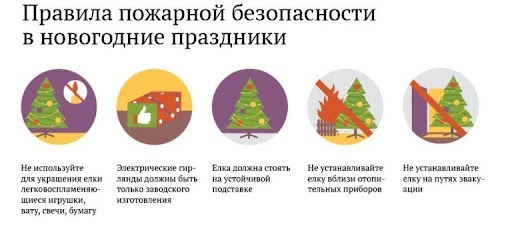 Правила пожарной безопасности
в новогодние праздники
Не используйте
для украшения елки
легковоспламеняю-
щиеся игрушки,
вату, свечи, бумагу
Электрические гир-
лянды должны быть
только заводского
изготовления
Елка должна стоять
на устойчивой
подставке
Не устанавливайте
елку вблизи отопи-
тельных приборов
Не устанавливайте
елку на путях эваку-
ации